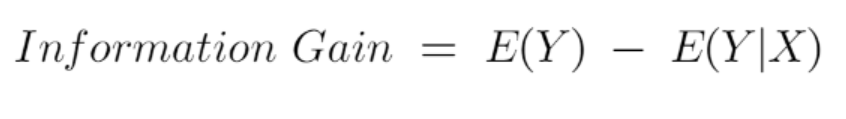 Information Gain = E(Y) − E(Y|X)